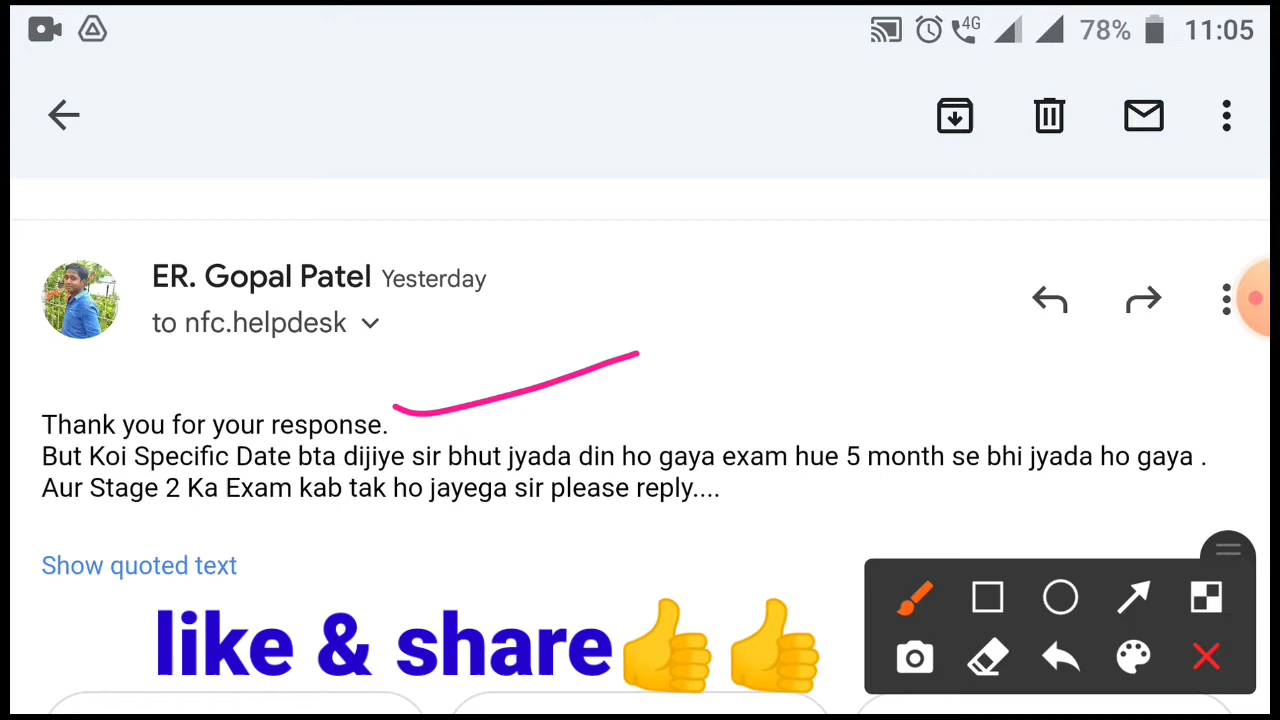 4G 78% 11:05
ER. Gopal Patel Yesterday
to nfc.helpdesk
Thank you for your response.
But Koi Specific Date bta dijiye sir bhut jyada din ho gaya exam hue 5 month se bhi jyada ho gaya .
Aur Stage 2 Ka Exam kab tak ho jayega sir please reply....
Show quoted text
like & share👍👍